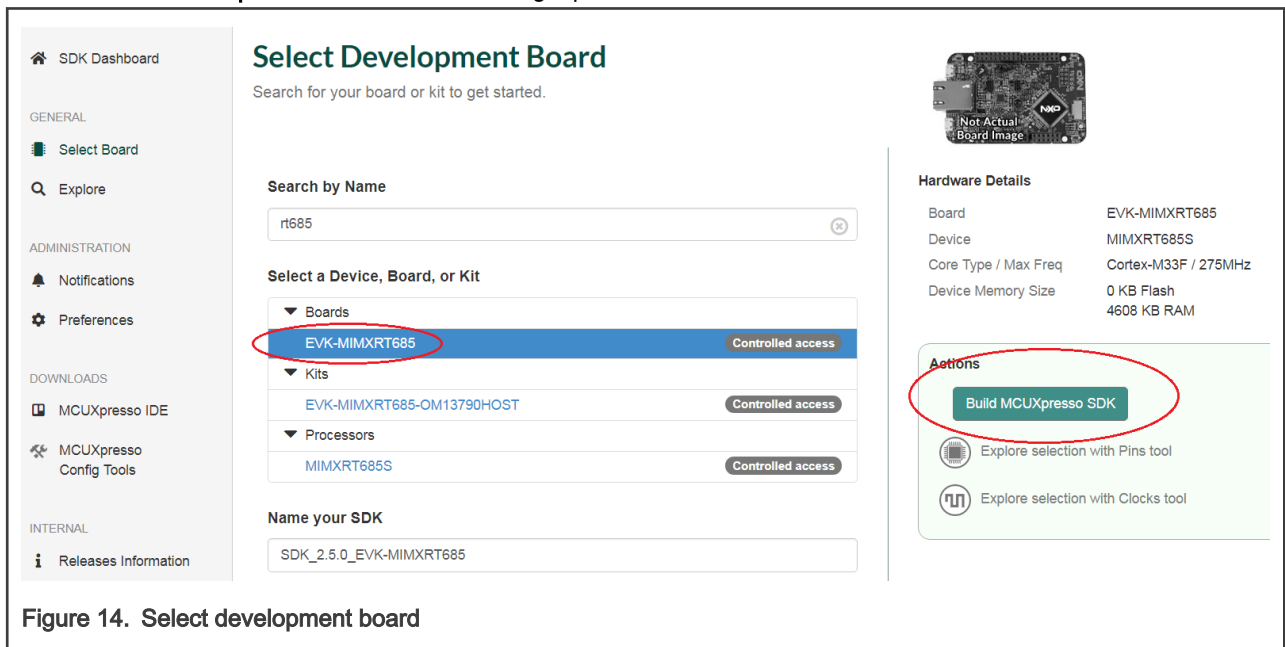 SDK Dashboard
GENERAL
Select Board
Explore
ADMINISTRATION
Notifications
Preferences
DOWNLOADS
MCUXpresso IDE
MCUXpresso
Config Tools
INTERNAL
Releases Information
Select Development Board
Search for your board or kit to get started.
Search by Name
rt685
Select a Device, Board, or Kit
Boards
EVK-MIMXRT685 Controlled access
Kits
EVK-MIMXRT685-OM13790HOST Controlled access
Processors
MIMXRT685S Controlled access
Name your SDK
SDK_2.5.0_EVK-MIMXRT685
NXP
Not Actual
Board Image
Hardware Details
Board EVK-MIMXRT685
Device MIMXRT685S
Core Type / Max Freq Cortex-M33F / 275MHz
Device Memory Size 0 KB Flash
4608 KB RAM
Actions
Build MCUXpresso SDK
Explore selection with Pins tool
Explore selection with Clocks tool
Figure 14. Select development board